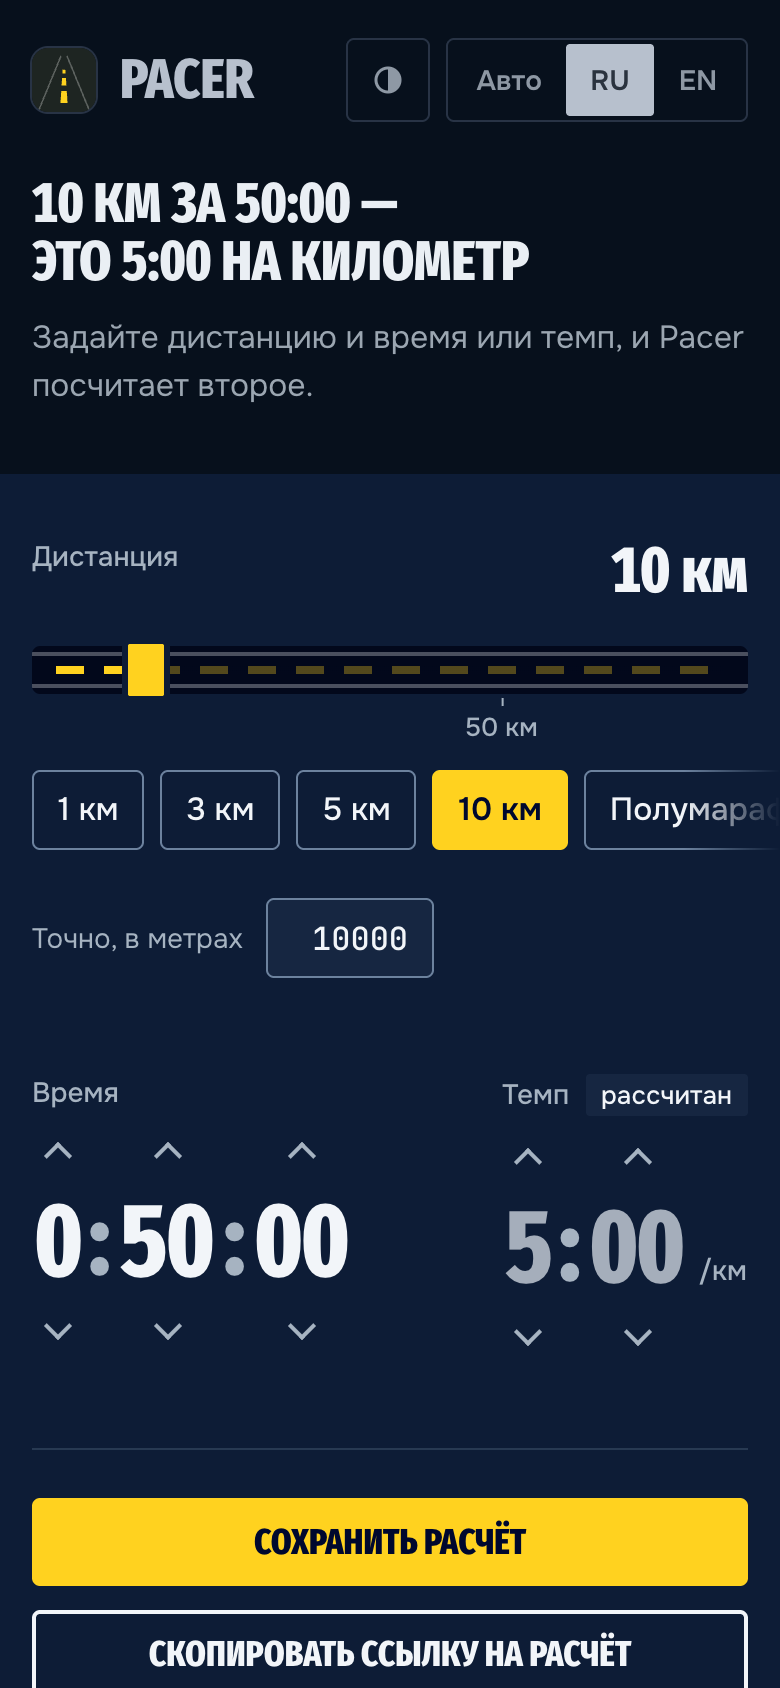 PACER
Авто RU EN
10 КМ ЗА 50:00 —
ЭТО 5:00 НА КИЛОМЕТР
Задайте дистанцию и время или темп, и Pacer
посчитает второе.
Дистанция 10 км
50 км
1 км 3 км 5 км 10 км
Точно, в метрах 10000
Время Темп рассчитан
0:50:00 5:00 /км
СОХРАНИТЬ РАСЧЁТ
СКОПИРОВАТЬ ССЫЛКУ НА РАСЧЁТ